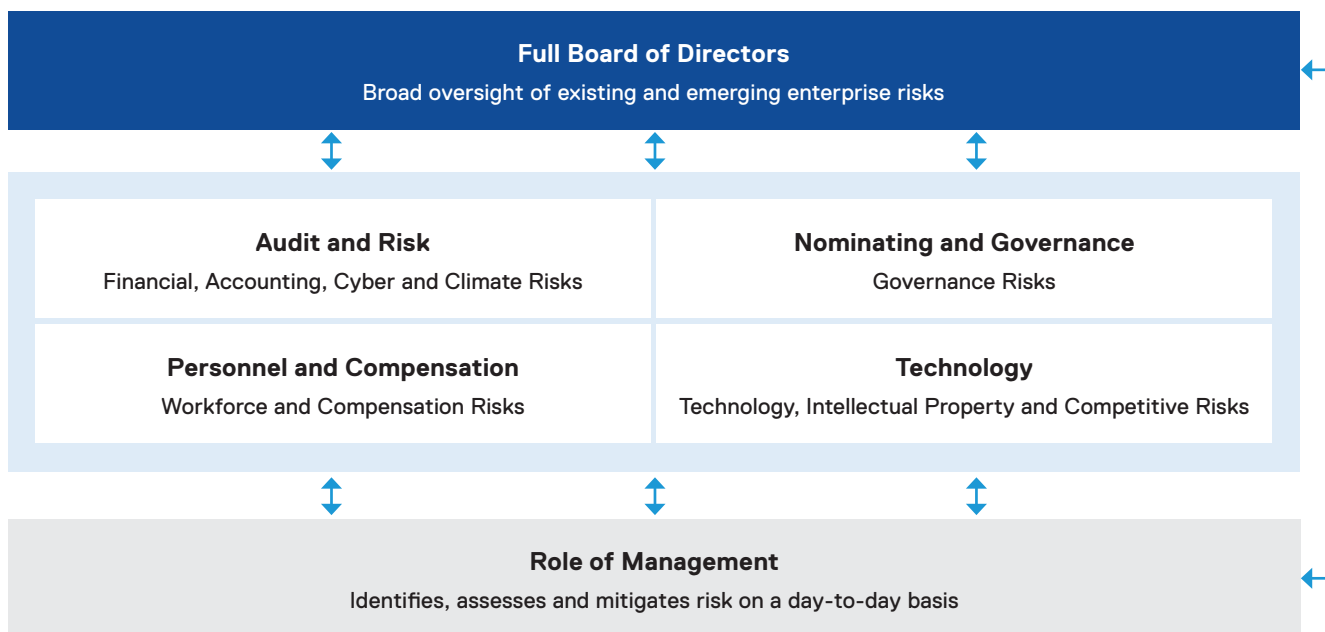 Full Board of Directors
Broad oversight of existing and emerging enterprise risks
Audit and Risk
Financial, Accounting, Cyber and Climate Risks
Nominating and Governance
Governance Risks
Personnel and Compensation
Workforce and Compensation Risks
Technology
Technology, Intellectual Property and Competitive Risks
Role of Management
Identifies, assesses and mitigates risk on a day-to-day basis